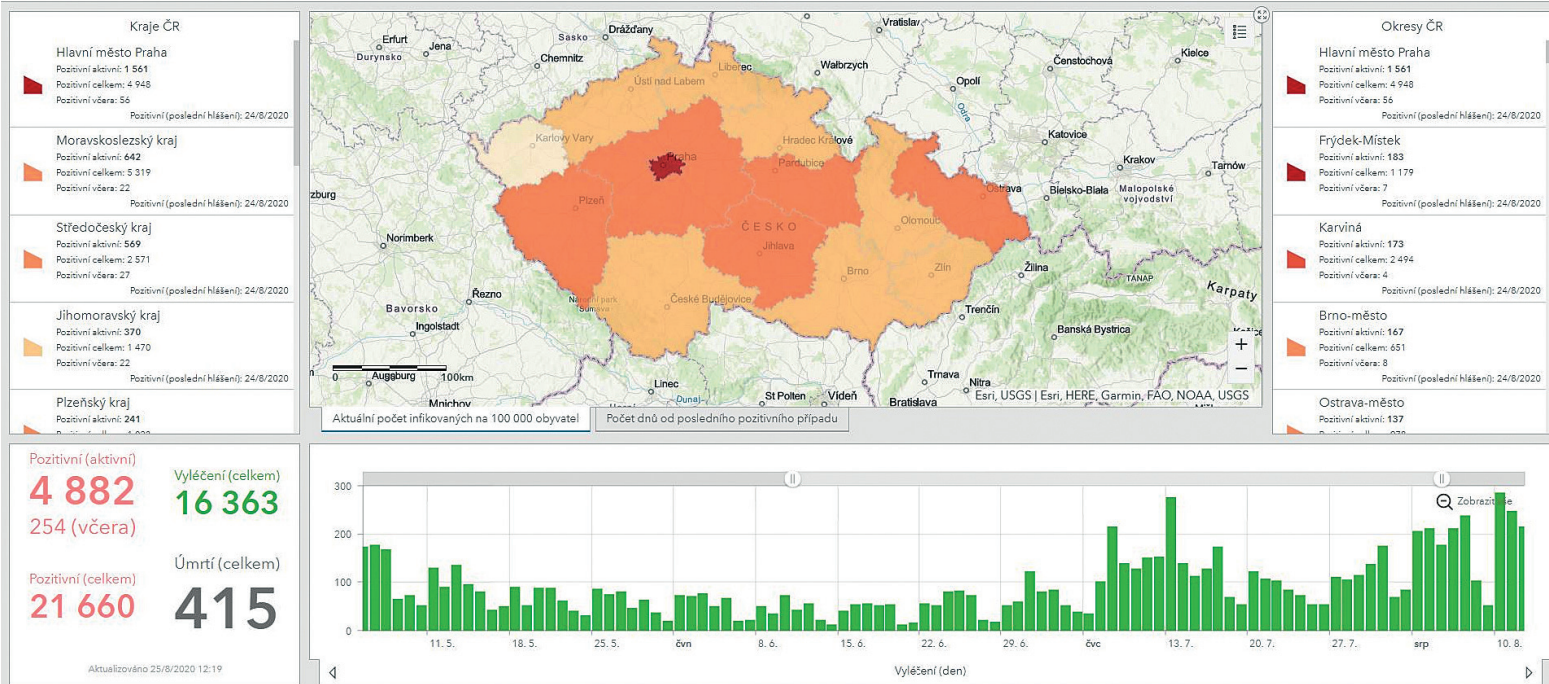 Kraje ČR
Hlavní město Praha
Pozitivní aktivní: 1 561
Pozitivní celkem: 4 948
Pozitivní včera: 56
Pozitivní (poslední hlášení): 24/8/2020
Moravskoslezský kraj
Pozitivní aktivní: 642
Pozitivní celkem: 5 319
Pozitivní včera: 22
Pozitivní (poslední hlášení): 24/8/2020
Středočeský kraj
Pozitivní aktivní: 569
Pozitivní celkem: 2 571
Pozitivní včera: 27
Pozitivní (poslední hlášení): 24/8/2020
Jihomoravský kraj
Pozitivní aktivní: 370
Pozitivní celkem: 1 470
Pozitivní včera: 22
Pozitivní (poslední hlášení): 24/8/2020
Plzeňský kraj
Pozitivní aktivní: 241
Drážďany
Vratislav
Erfurt
Jena
Sasko
Durynsko
Chemnitz
Wałbrzych
Kielce
Čenstochová
Opolí
Odra
Liberec
Ústí nad Labem
Karlovy Vary
Hradec Králové
Pardubice
Praha
Katovice
Krakov
Tarnów
Bielsko-Biała
Malopolské
vojvodství
Ostrava
zburg
Plzeň
ČESKO
Jihlava
Olomouc
Norimberk
Brno
Zlín
Žilina
TANAP
Karpaty
Řezno
Národní park
Šumava
České Budějovice
Bavorsko
Ingolstadt
Trenčín
Banská Bystrica
Košice
0
100km
Augsburg
Linec
Trnava
Nitra
Mnichov
Dunaj
St Polten
Vídeň
Bratislava
+
−
Esri, USGS | Esri, HERE, Garmin, FAO, NOAA, USGS
Aktuální počet infikovaných na 100 000 obyvatel
Počet dnů od posledního pozitivního případu
Okresy ČR
Hlavní město Praha
Pozitivní aktivní: 1 561
Pozitivní celkem: 4 948
Pozitivní včera: 56
Pozitivní (poslední hlášení): 24/8/2020
Frýdek-Místek
Pozitivní aktivní: 183
Pozitivní celkem: 1 179
Pozitivní včera: 7
Pozitivní (poslední hlášení): 24/8/2020
Karviná
Pozitivní aktivní: 173
Pozitivní celkem: 2 494
Pozitivní včera: 4
Pozitivní (poslední hlášení): 24/8/2020
Brno-město
Pozitivní aktivní: 167
Pozitivní celkem: 651
Pozitivní včera: 8
Pozitivní (poslední hlášení): 24/8/2020
Ostrava-město
Pozitivní aktivní: 137
Pozitivní (aktivní)
4 882
254 (včera)
Vyléčení (celkem)
16 363
Pozitivní (celkem)
21 660
Úmrtí (celkem)
415
Aktualizováno 25/8/2020 12:19
Zobrazit vše
300
200
100
0
11. 5.
18. 5.
25. 5.
čvn
8. 6.
15. 6.
22. 6.
29. 6.
čvc
13. 7.
20. 7.
27. 7.
srp
10. 8.
Vyléčení (den)